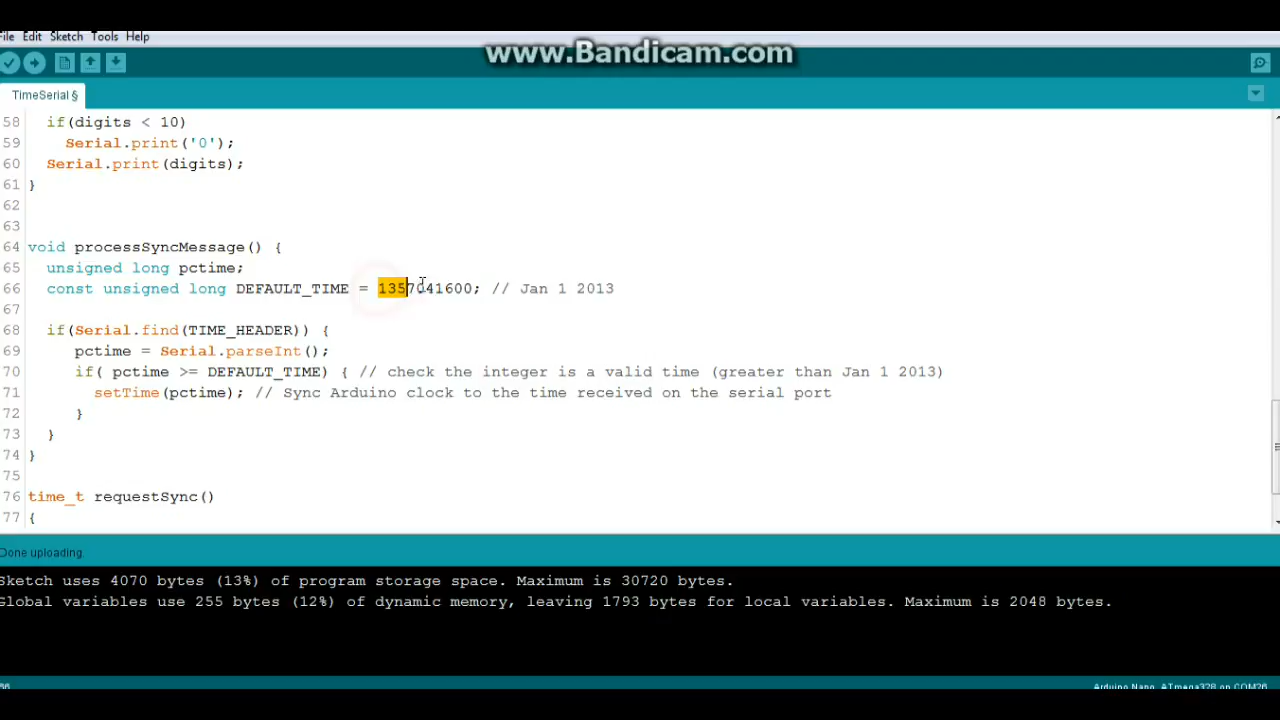 www.Bandicam.com
File Edit Sketch Tools Help
TimeSerial §
58 if(digits < 10)
59 Serial.print('0');
60 Serial.print(digits);
61 }
62
63
64 void processSyncMessage() {
65 unsigned long pctime;
66 const unsigned long DEFAULT_TIME = 1357041600; // Jan 1 2013
67
68 if(Serial.find(TIME_HEADER)) {
69 pctime = Serial.parseInt();
70 if( pctime >= DEFAULT_TIME) { // check the integer is a valid time (greater than Jan 1 2013)
71 setTime(pctime); // Sync Arduino clock to the time received on the serial port
72 }
73 }
74 }
75
76 time_t requestSync()
77 {
Done uploading.
Sketch uses 4070 bytes (13%) of program storage space. Maximum is 30720 bytes.
Global variables use 255 bytes (12%) of dynamic memory, leaving 1793 bytes for local variables. Maximum is 2048 bytes.
Arduino Nano, ATmega328 on COM26